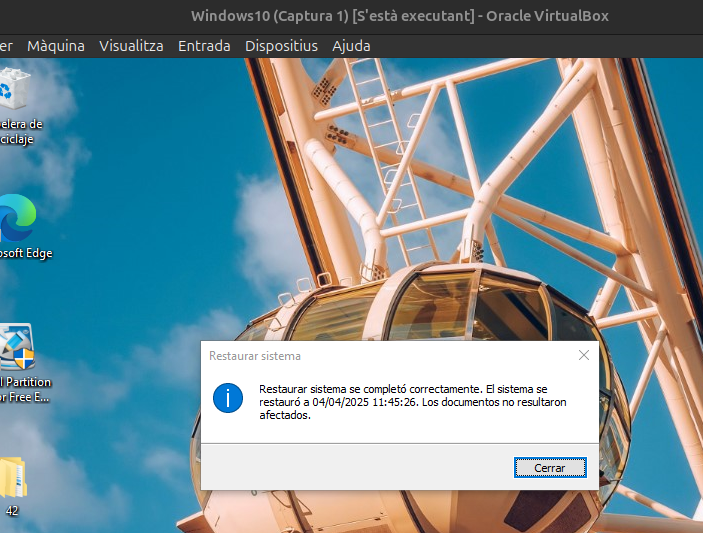 Windows10 (Captura 1) [S'està executant] - Oracle VirtualBox
er Màquina Visualitza Entrada Dispositius Ajuda
elera de
ciclaje
osoft Edge
l Partition
or Free E...
42
Restaurar sistema
Restaurar sistema se completó correctamente. El sistema se
restauró a 04/04/2025 11:45:26. Los documentos no resultaron
afectados.
Cerrar